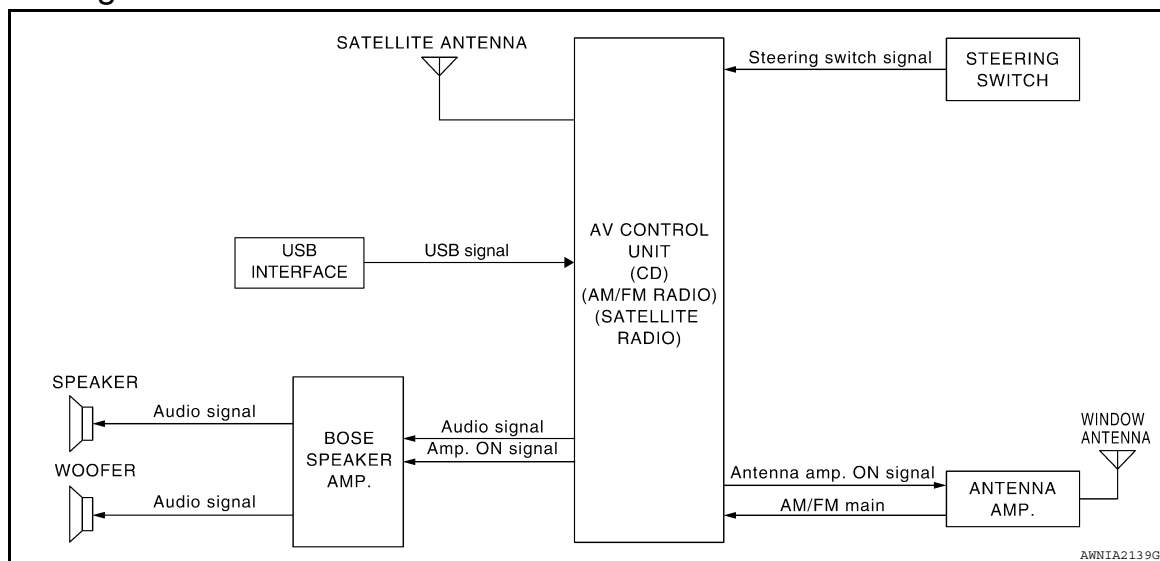 SATELLITE ANTENNA
Steering switch signal
STEERING
SWITCH
USB
INTERFACE
USB signal
AV CONTROL
UNIT
(CD)
(AM/FM RADIO)
(SATELLITE
RADIO)
SPEAKER
Audio signal
WOOFER
Audio signal
BOSE
SPEAKER
AMP.
Audio signal
Amp. ON signal
Antenna amp. ON signal
AM/FM main
ANTENNA
AMP.
WINDOW
ANTENNA
AWNIA2139G